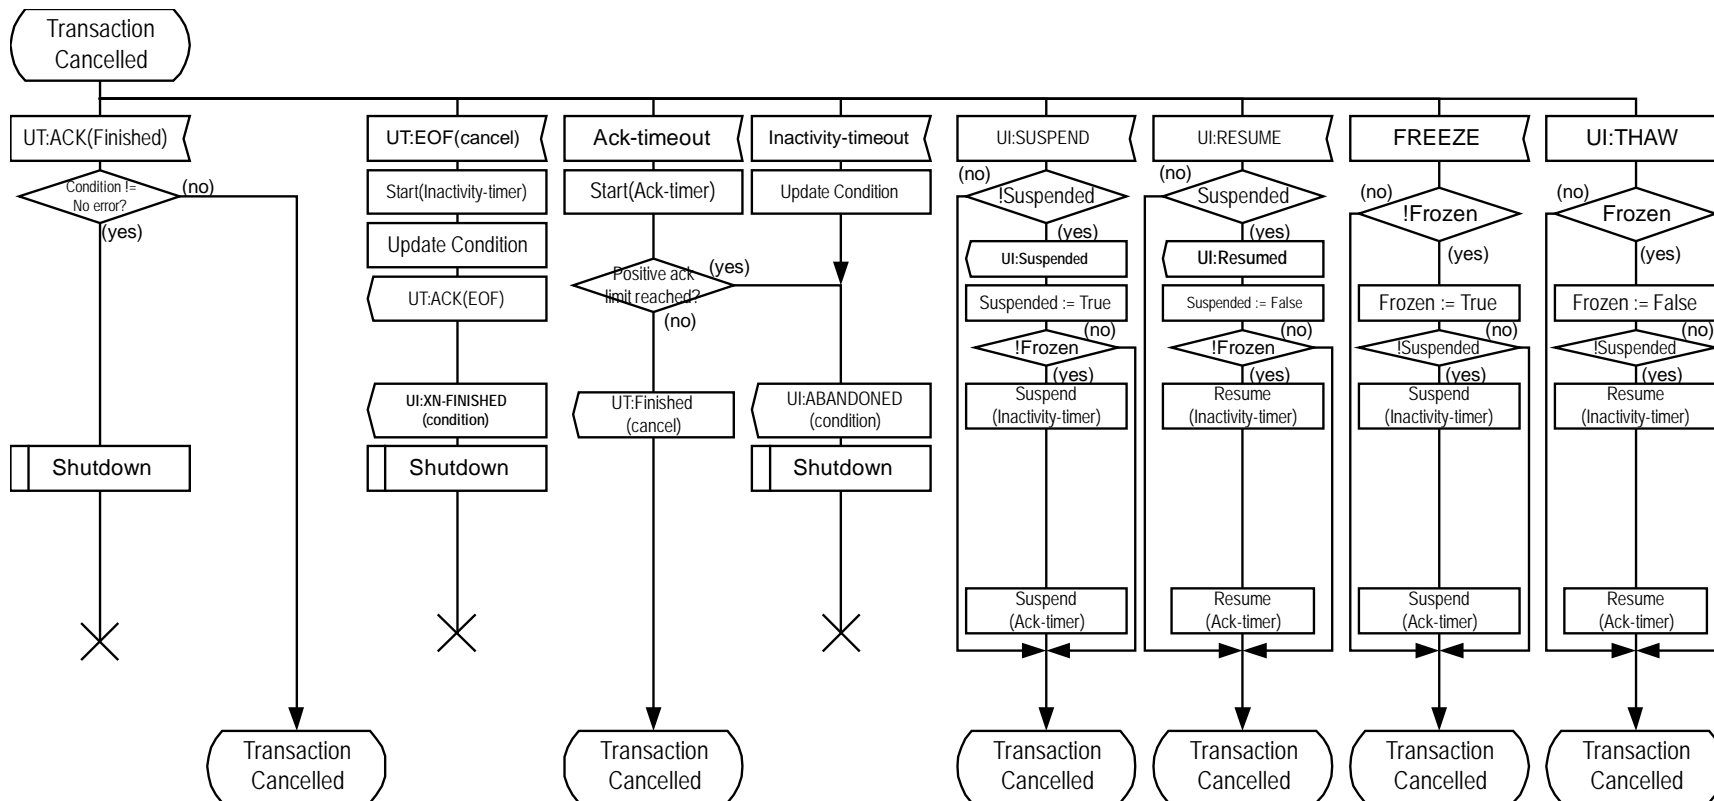 Transaction
Cancelled
UT:ACK(Finished)
Condition !=
No error?
(no)
(yes)
Shutdown
Transaction
Cancelled
UT:EOF(cancel)
Start(Inactivity-timer)
Update Condition
UT:ACK(EOF)
UI:XN-FINISHED
(condition)
Shutdown
Ack-timeout
Start(Ack-timer)
Positive ack
limit reached?
(yes)
(no)
UT:Finished
(cancel)
Transaction
Cancelled
Inactivity-timeout
Update Condition
UI:ABANDONED
(condition)
Shutdown
UI:SUSPEND
(no)
!Suspended
(yes)
UI:Suspended
Suspended := True
(no)
!Frozen
(yes)
Suspend
(Inactivity-timer)
Suspend
(Ack-timer)
Transaction
Cancelled
UI:RESUME
(no)
Suspended
(yes)
UI:Resumed
Suspended := False
(no)
!Frozen
(yes)
Resume
(Inactivity-timer)
Resume
(Ack-timer)
Transaction
Cancelled
FREEZE
(no)
!Frozen
(yes)
Frozen := True
(no)
!Suspended
(yes)
Suspend
(Inactivity-timer)
Suspend
(Ack-timer)
Transaction
Cancelled
UI:THAW
(no)
Frozen
(yes)
Frozen := False
(no)
!Suspended
(yes)
Resume
(Inactivity-timer)
Resume
(Ack-timer)
Transaction
Cancelled